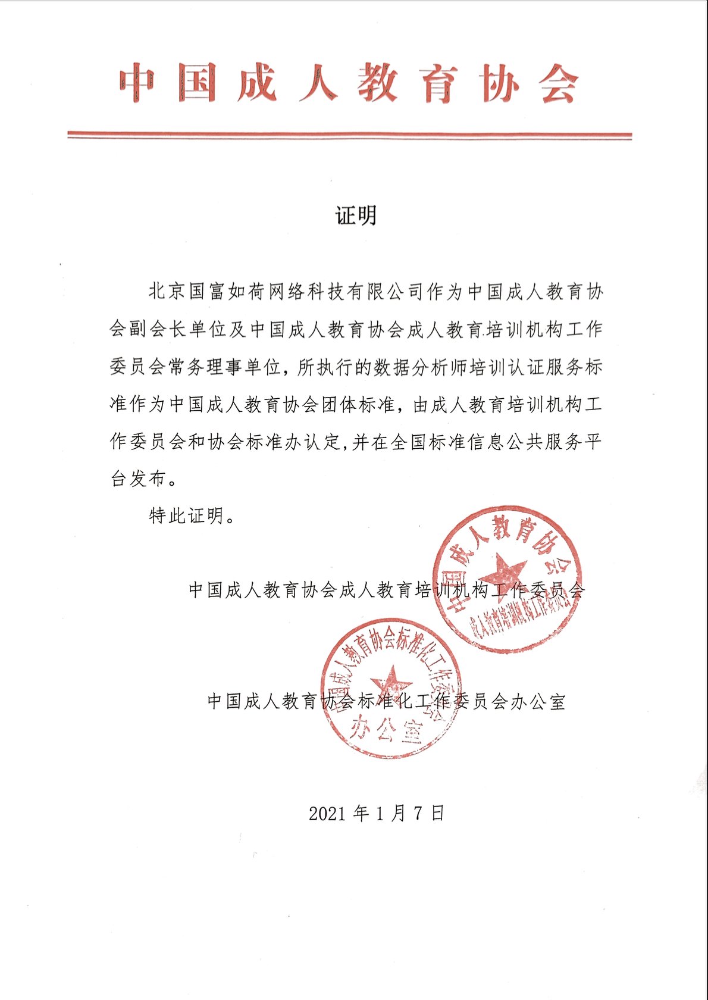 中国成人教育协会
证明
北京国富如荷网络科技有限公司作为中国成人教育协
会副会长单位及中国成人教育协会成人教育培训机构工作
委员会常务理事单位，所执行的数据分析师培训认证服务标
准作为中国成人教育协会团体标准，由成人教育培训机构工
作委员会和协会标准办认定,并在全国标准信息公共服务平
台发布。
特此证明。
中国成人教育协会
中国成人教育协会成人教育培训机构工作委员会
成人教育培训机构工作委员会
中国成人教育协会标准化工作委员会
中国成人教育协会标准化工作委员会办公室
办公室
2021年1月7日